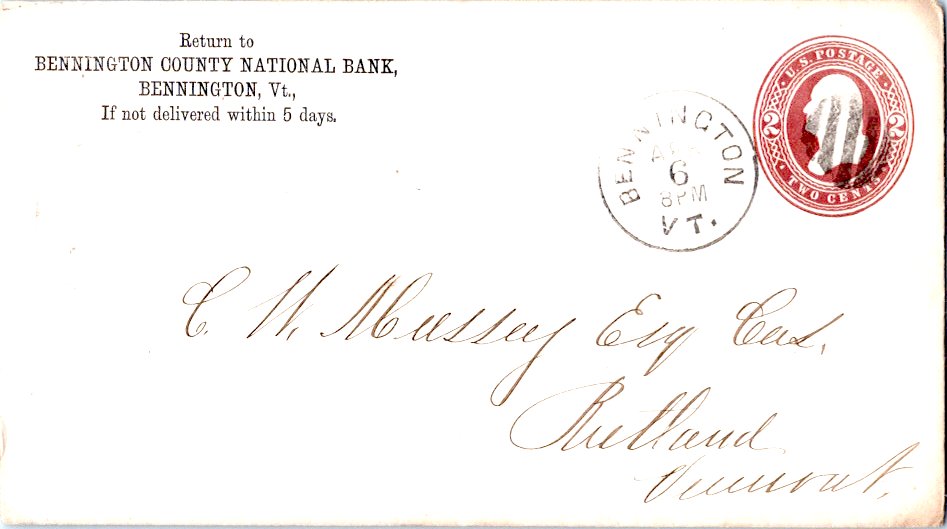 Return to
BENNINGTON COUNTY NATIONAL BANK,
BENNINGTON, Vt.,
If not delivered within 5 days.
U.S. POSTAGE
2 2
TWO CENTS
BENNINGTON
6
8PM
VT.
C. W. Mussey Esq Cas.
Rutland
Vermont.